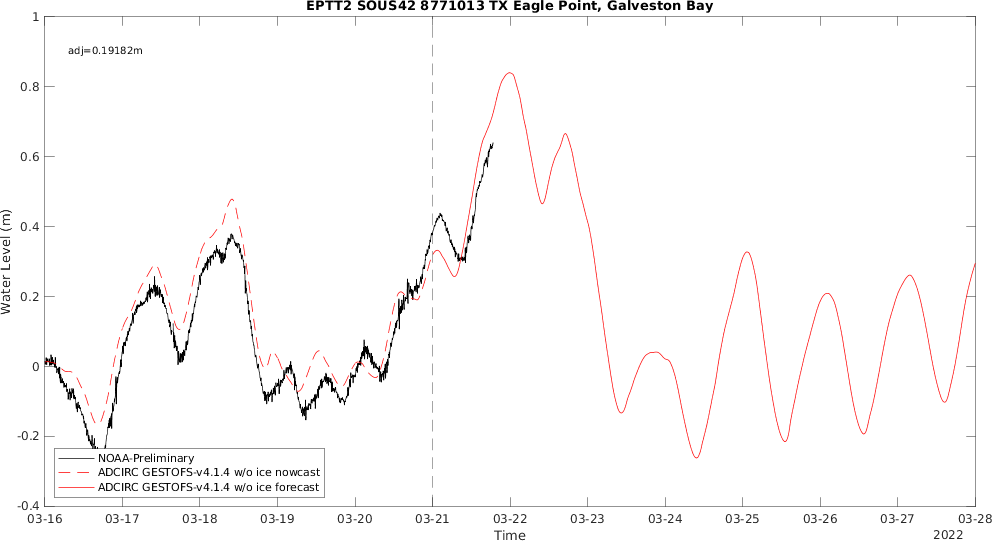 EPTT2 SOUS42 8771013 TX Eagle Point, Galveston Bay
1
adj=0.19182m
0.8
0.6
0.4
0.2
0
-0.2
-0.4
Water Level (m)
NOAA-Preliminary
ADCIRC GESTOFS-v4.1.4 w/o ice nowcast
ADCIRC GESTOFS-v4.1.4 w/o ice forecast
03-16 03-17 03-18 03-19 03-20 03-21 03-22 03-23 03-24 03-25 03-26 03-27 03-28
Time
2022